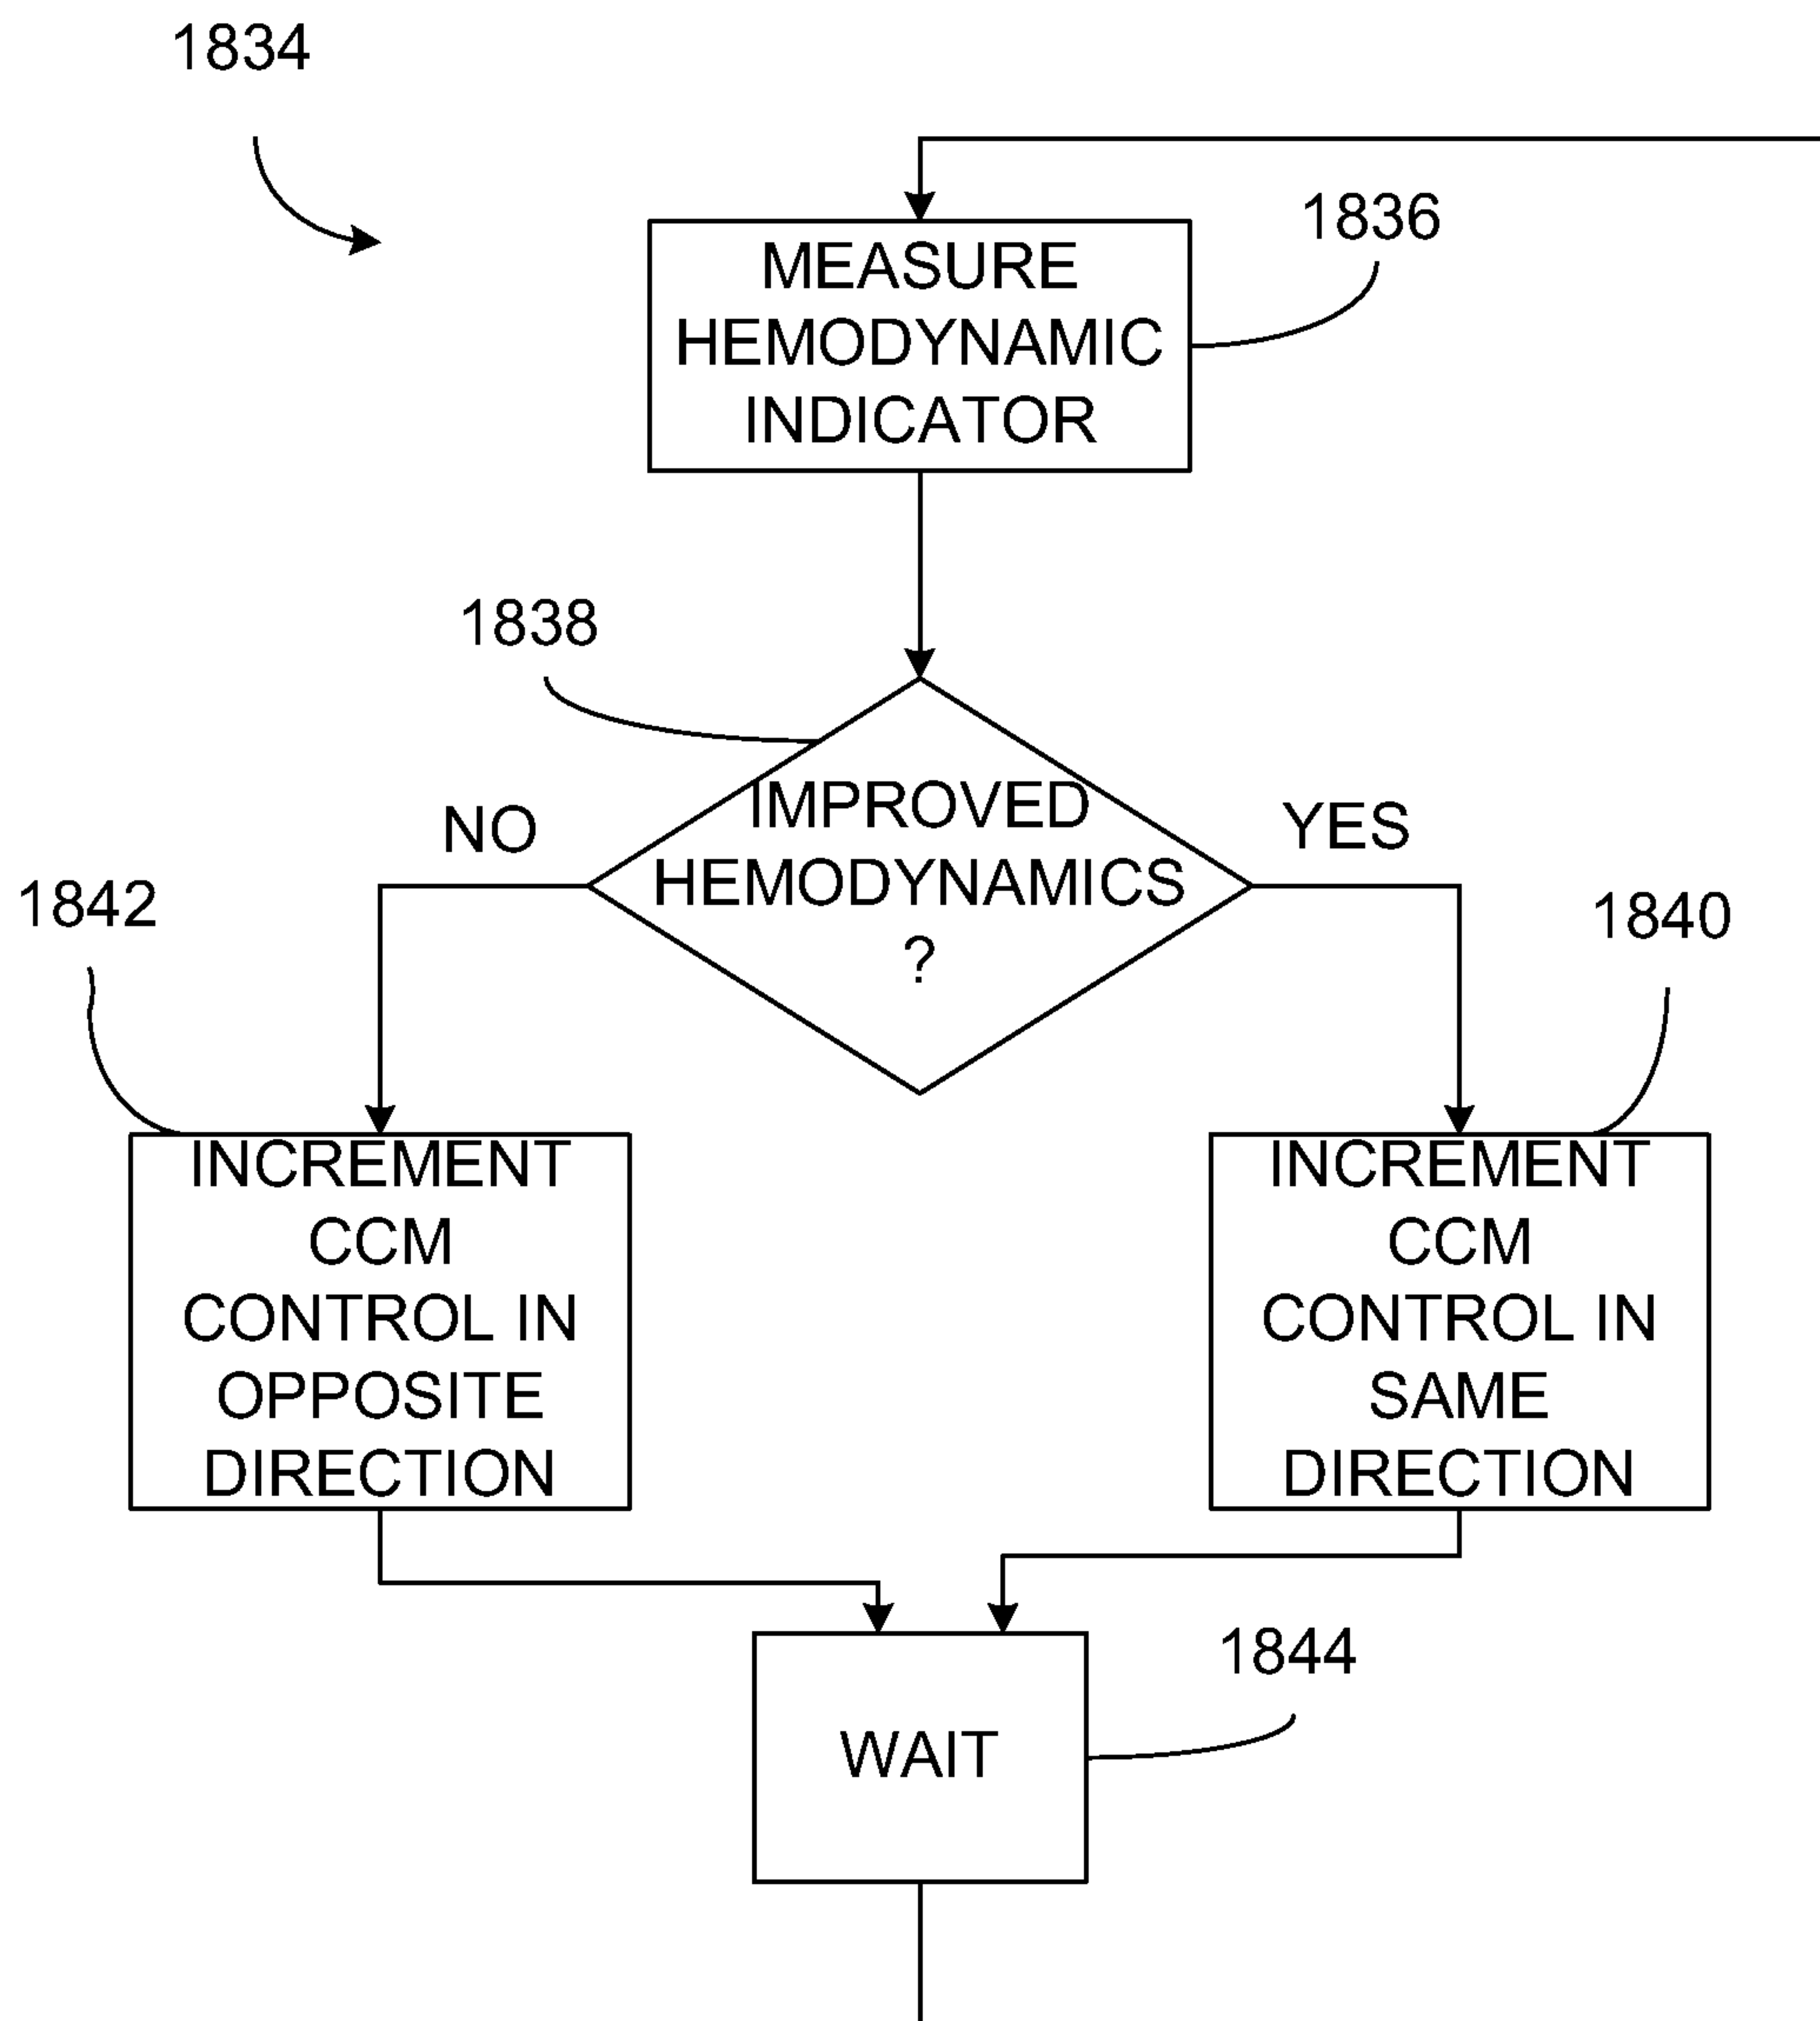 1834
1836
MEASURE
HEMODYNAMIC
INDICATOR
1838
IMPROVED
HEMODYNAMICS
?
NO
YES
1842
1840
INCREMENT
CCM
CONTROL IN
OPPOSITE
DIRECTION
INCREMENT
CCM
CONTROL IN
SAME
DIRECTION
1844
WAIT